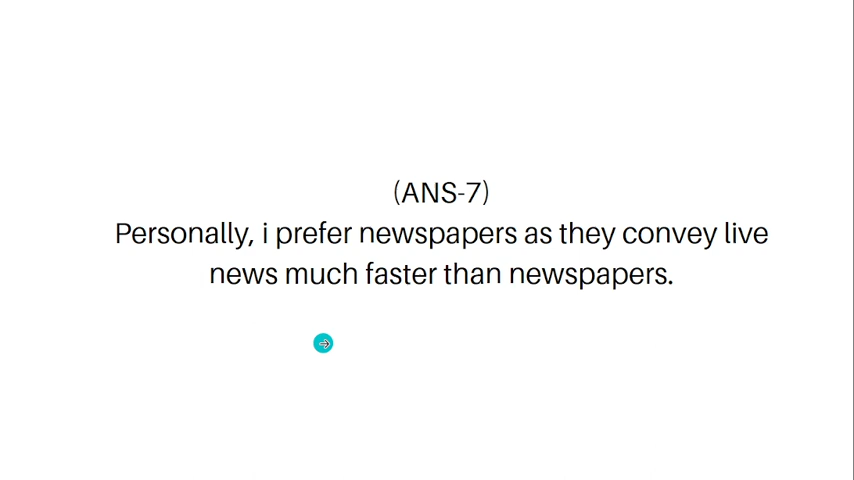 (ANS-7)
Personally, i prefer newspapers as they convey live
news much faster than newspapers.